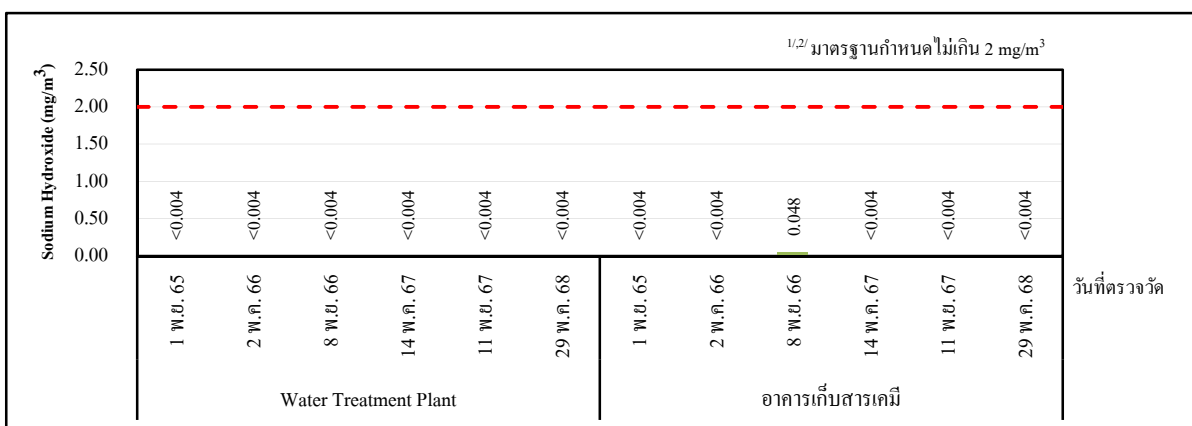 1/,2/ มาตรฐานกำหนดไม่เกิน 2 mg/m3
Sodium Hydroxide (mg/m3)
2.50
2.00
1.50
1.00
0.50
0.00
<0.004
<0.004
<0.004
<0.004
<0.004
<0.004
<0.004
<0.004
0.048
<0.004
<0.004
<0.004
1 พ.ย. 65
2 พ.ค. 66
8 พ.ย. 66
14 พ.ค. 67
11 พ.ย. 67
29 พ.ค. 68
1 พ.ย. 65
2 พ.ค. 66
8 พ.ย. 66
14 พ.ค. 67
11 พ.ย. 67
29 พ.ค. 68
วันที่ตรวจวัด
Water Treatment Plant
อาคารเก็บสารเคมี